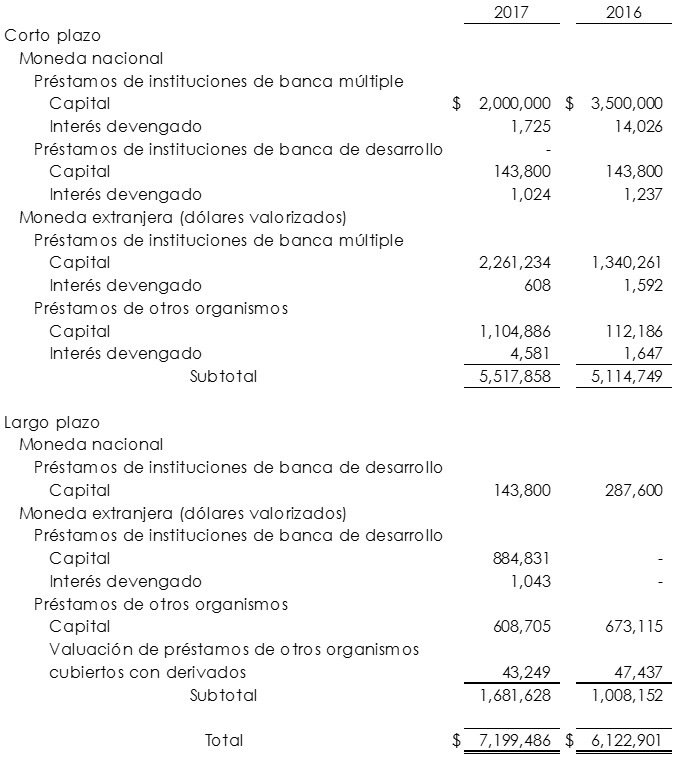 2017 2016
Corto plazo
Moneda nacional
Préstamos de instituciones de banca múltiple
Capital $ 2,000,000 $ 3,500,000
Interés devengado 1,725 14,026
Préstamos de instituciones de banca de desarrollo -
Capital 143,800 143,800
Interés devengado 1,024 1,237
Moneda extranjera (dólares valorizados)
Préstamos de instituciones de banca múltiple
Capital 2,261,234 1,340,261
Interés devengado 608 1,592
Préstamos de otros organismos
Capital 1,104,886 112,186
Interés devengado 4,581 1,647
Subtotal 5,517,858 5,114,749
Largo plazo
Moneda nacional
Préstamos de instituciones de banca de desarrollo
Capital 143,800 287,600
Moneda extranjera (dólares valorizados)
Préstamos de instituciones de banca de desarrollo
Capital 884,831 -
Interés devengado 1,043 -
Préstamos de otros organismos
Capital 608,705 673,115
Valuación de préstamos de otros organismos
cubiertos con derivados 43,249 47,437
Subtotal 1,681,628 1,008,152
Total $ 7,199,486 $ 6,122,901